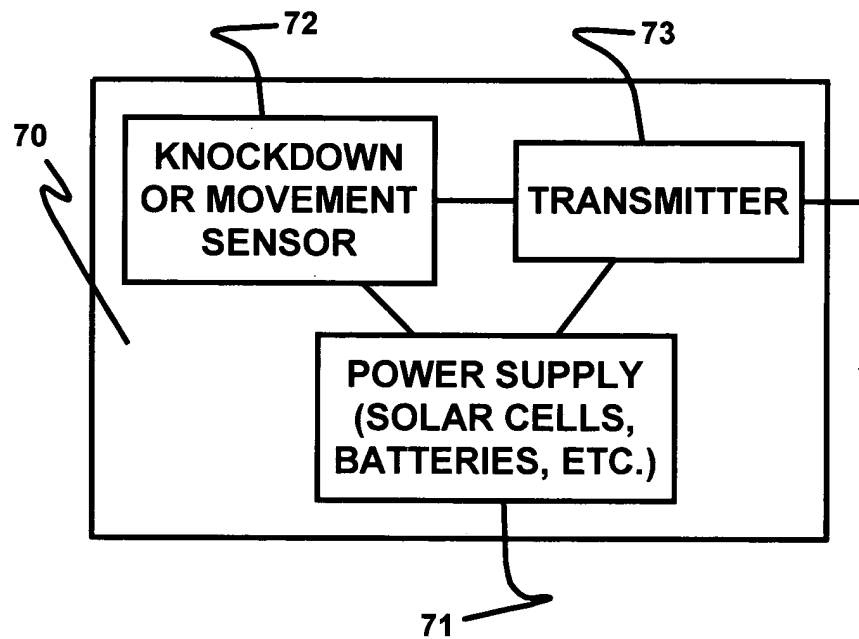 72
73
70
KNOCKDOWN
OR MOVEMENT
SENSOR
TRANSMITTER
POWER SUPPLY
(SOLAR CELLS,
BATTERIES, ETC.)
71